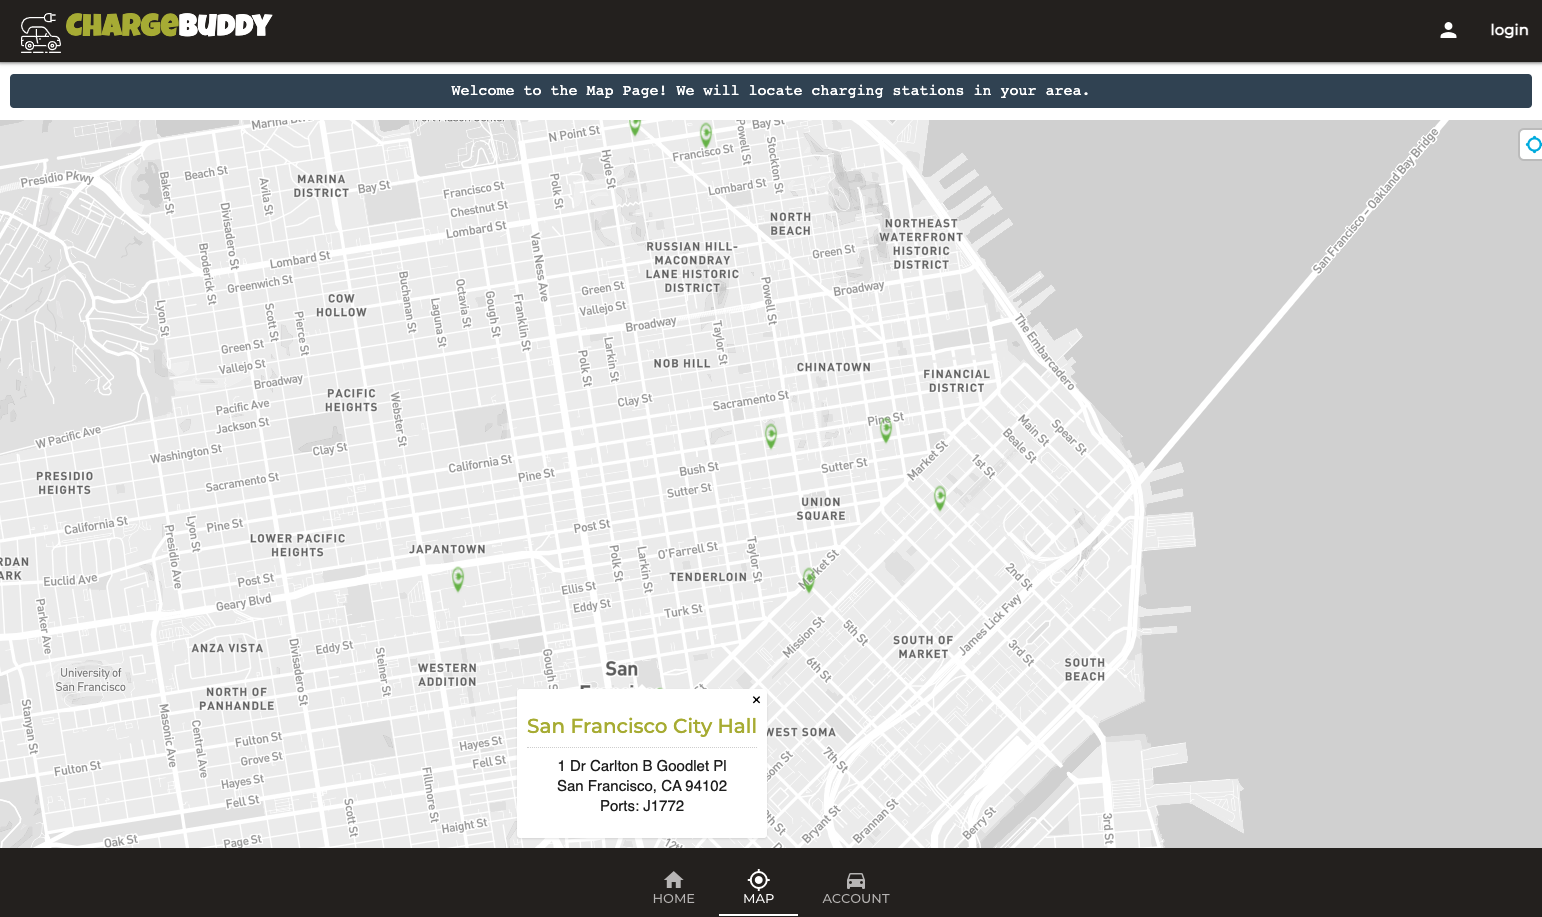 CHARGEBUDDY
login
Welcome to the Map Page! We will locate charging stations in your area.
N Point St
Bay St
Powell St
Stockton St
Francisco St
Presidio Pkwy
Beach St
Baker St
Avila St
MARINA
DISTRICT
Bay St
Francisco St
Chestnut St
Lombard St
Hyde St
Polk St
Lombard St
Divisadero St
Broderick St
Lombard St
Greenwich St
Van Ness Ave
NORTH
BEACH
NORTHEAST
WATERFRONT
HISTORIC
DISTRICT
RUSSIAN HILL-
MACONDRAY
LANE HISTORIC
DISTRICT
Green St
Green St
Vallejo St
Broadway
Broadway
Powell St
San Francisco – Oakland Bay Bridge
COW
HOLLOW
Buchanan St
Laguna St
Octavia St
Gough St
Franklin St
Lyon St
Scott St
Pierce St
Green St
Vallejo St
Broadway
Polk St
Larkin St
Taylor St
The Embarcadero
NOB HILL
CHINATOWN
FINANCIAL
DISTRICT
PACIFIC
HEIGHTS
Webster St
Pacific Ave
Jackson St
Clay St
Clay St
Sacramento St
Pine St
Main St
Beale St
Spear St
W Pacific Ave
Washington St
Sacramento St
California St
Pine St
Bush St
Sutter St
Sutter St
Market St
1st St
PRESIDIO
HEIGHTS
California St
Presidio Ave
Lyon St
Pine St
Post St
UNION
SQUARE
LOWER PACIFIC
HEIGHTS
JAPANTOWN
O'Farrell St
Polk St
Larkin St
Taylor St
Market St
TENDERLOIN
Euclid Ave
Post St
Geary Blvd
Parker Ave
Ellis St
Eddy St
Turk St
2nd St
James Lick Fwy
ANZA VISTA
Eddy St
Divisadero St
Steiner St
Mission St
5th St
6th St
SOUTH OF
MARKET
3rd St
SOUTH
BEACH
University of
San Francisco
WESTERN
ADDITION
Gough St
San
NORTH OF
PANHANDLE
Stanyan St
Masonic Ave
Central Ave
Fulton St
Grove St
Hayes St
Fell St
Fulton St
Hayes St
Fell St
Oak St
Page St
Scott St
Fillmore St
Hayes St
Fell St
Haight St
San Francisco City Hall
1 Dr Carlton B Goodlet Pl
San Francisco, CA 94102
Ports: J1772
WEST SOMA
7th St
Bryant St
Brannan St
Berry St
3rd St
HOME
MAP
ACCOUNT